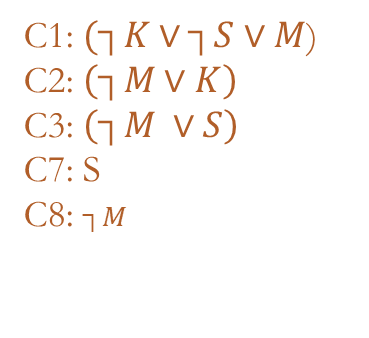 C1: (┐K ∨ ┐S ∨ M)
C2: (┐M ∨ K)
C3: (┐M ∨ S)
C7: S
C8: ┐M